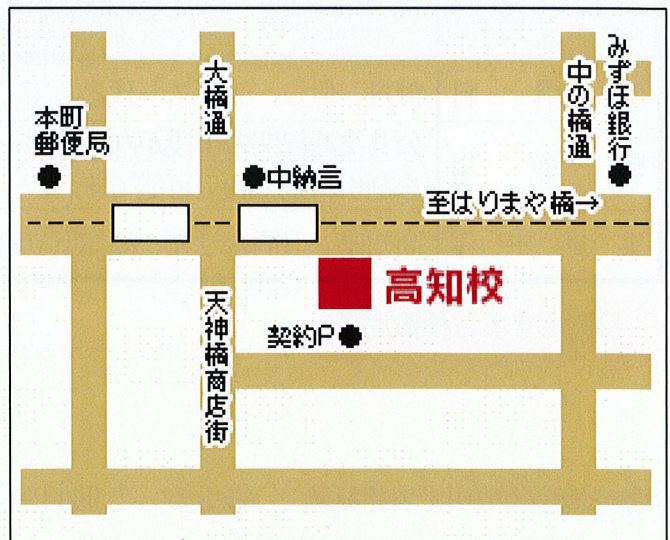 大橋通
中の橋通
みずほ銀行
本町
郵便局
中納言
至はりまや橋→
高知校
天神橋商店街
契約P